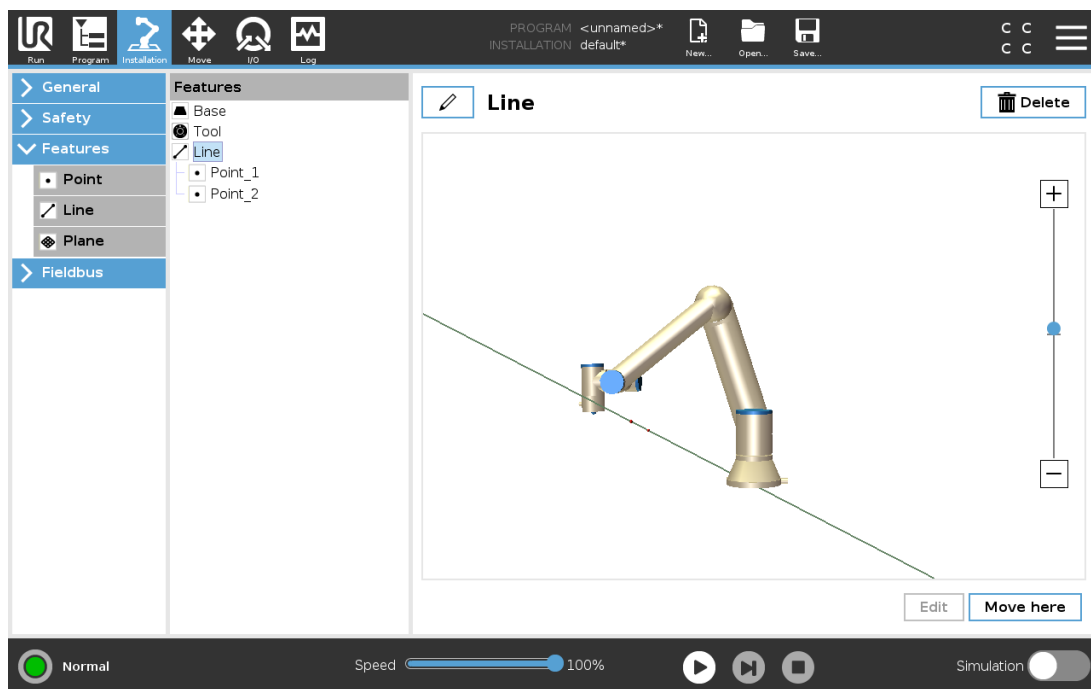 PROGRAM <unnamed>*
INSTALLATION default*
UR
Run
Program
Installation
Move
I/O
Log
New...
Open...
Save...
C C
C C
General
Safety
Features
Point
Line
Plane
Fieldbus
Features
Base
Tool
Line
Point_1
Point_2
Line
Delete
Edit
Move here
Normal
Speed
100%
Simulation